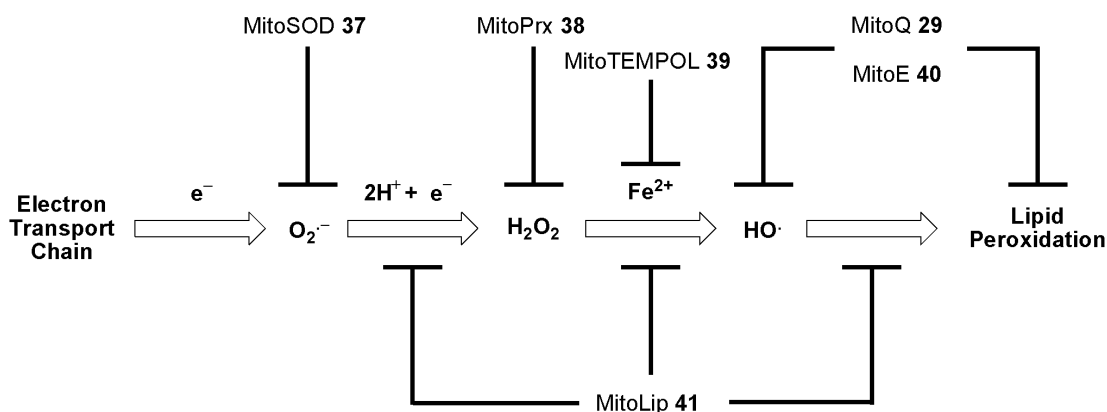 MitoSOD 37
MitoPrx 38
MitoQ 29
MitoTEMPOL 39
MitoE 40
e⁻
2H⁺ + e⁻
Fe²⁺
Electron
Transport
Chain
O₂·⁻
H₂O₂
HO·
Lipid
Peroxidation
MitoLip 41